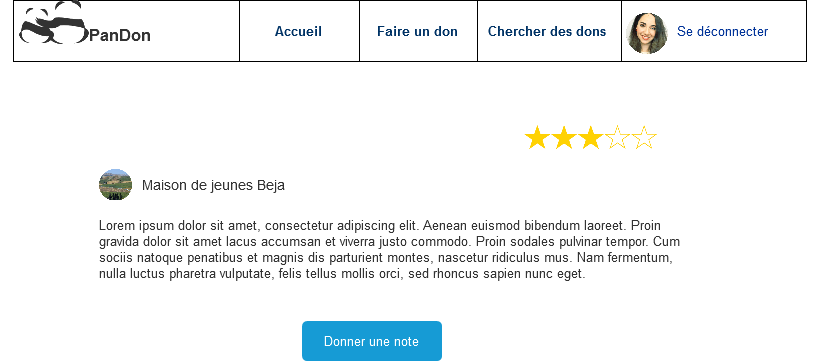 PanDon
Accueil
Faire un don
Chercher des dons
Se déconnecter
Maison de jeunes Beja
Lorem ipsum dolor sit amet, consectetur adipiscing elit. Aenean euismod bibendum laoreet. Proin
gravida dolor sit amet lacus accumsan et viverra justo commodo. Proin sodales pulvinar tempor. Cum
sociis natoque penatibus et magnis dis parturient montes, nascetur ridiculus mus. Nam fermentum,
nulla luctus pharetra vulputate, felis tellus mollis orci, sed rhoncus sapien nunc eget.
Donner une note